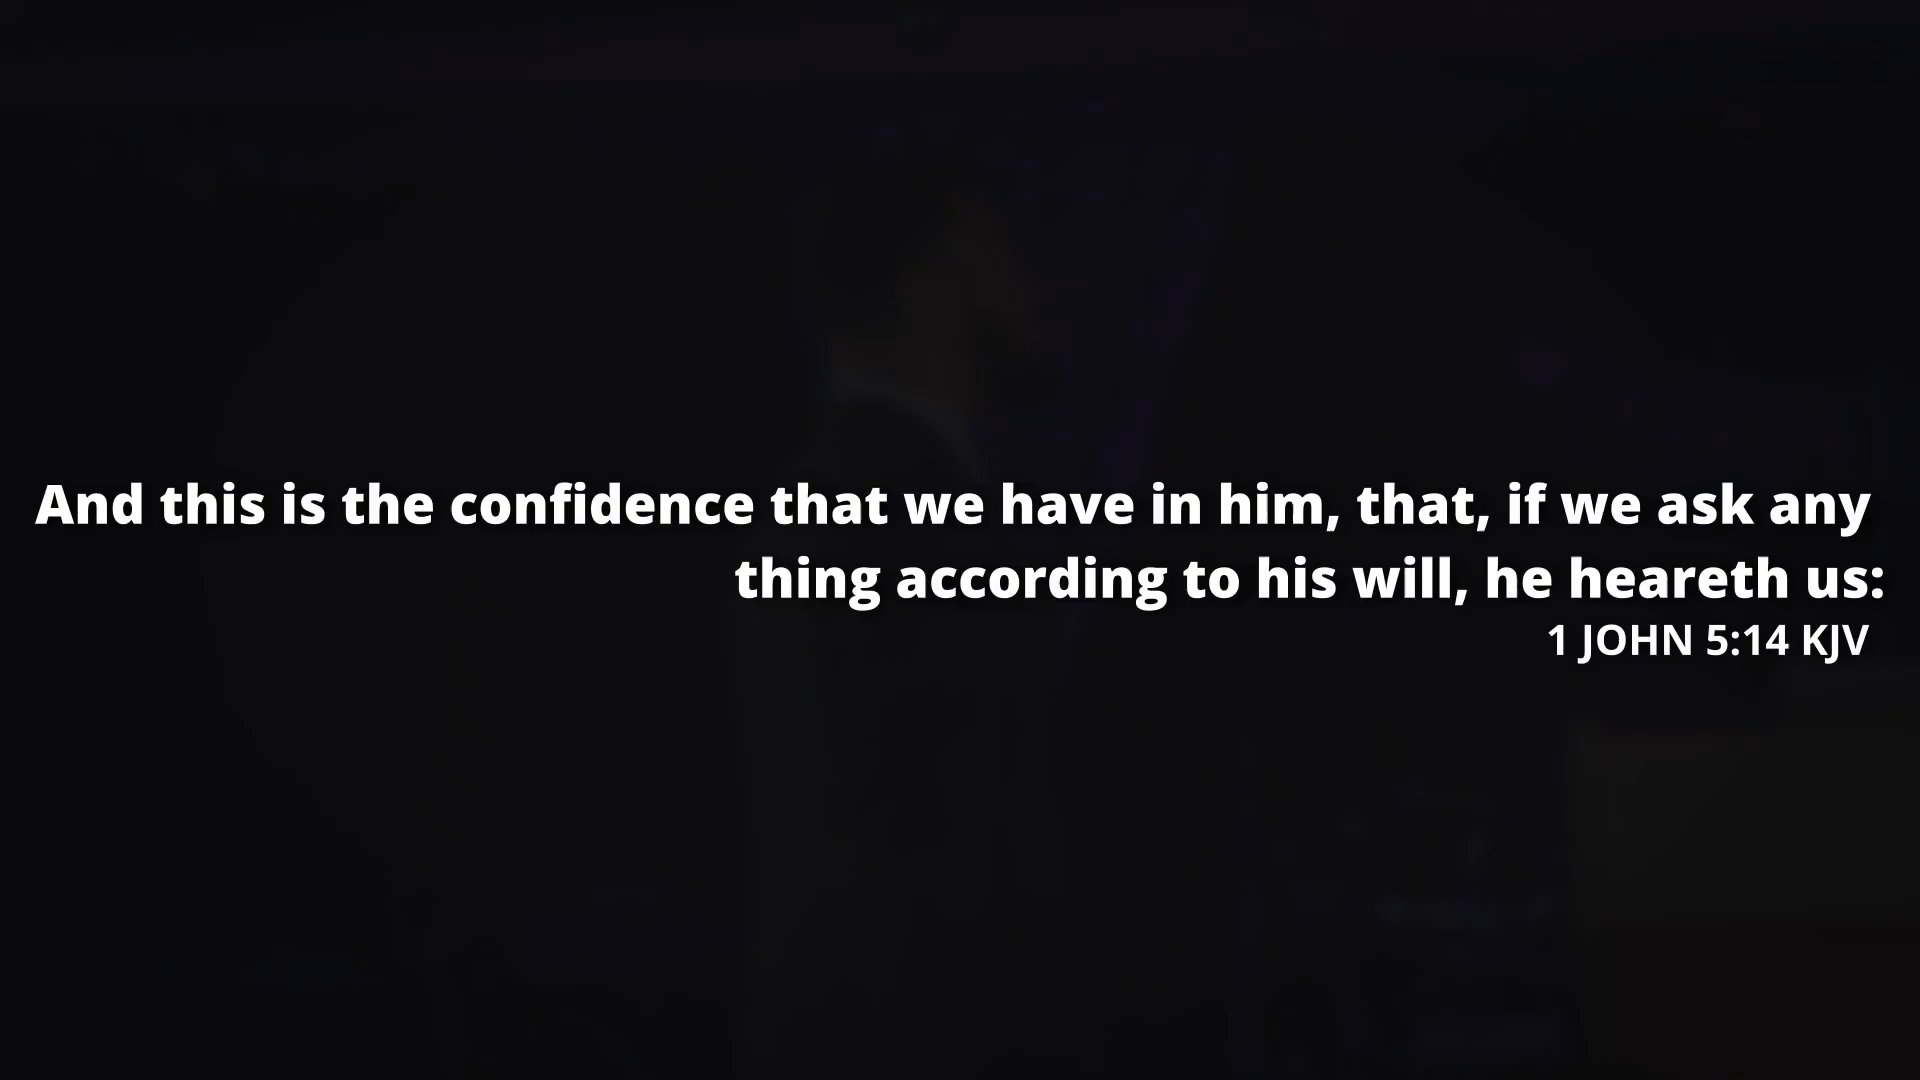 And this is the confidence that we have in him, that, if we ask any
thing according to his will, he heareth us:
1 JOHN 5:14 KJV